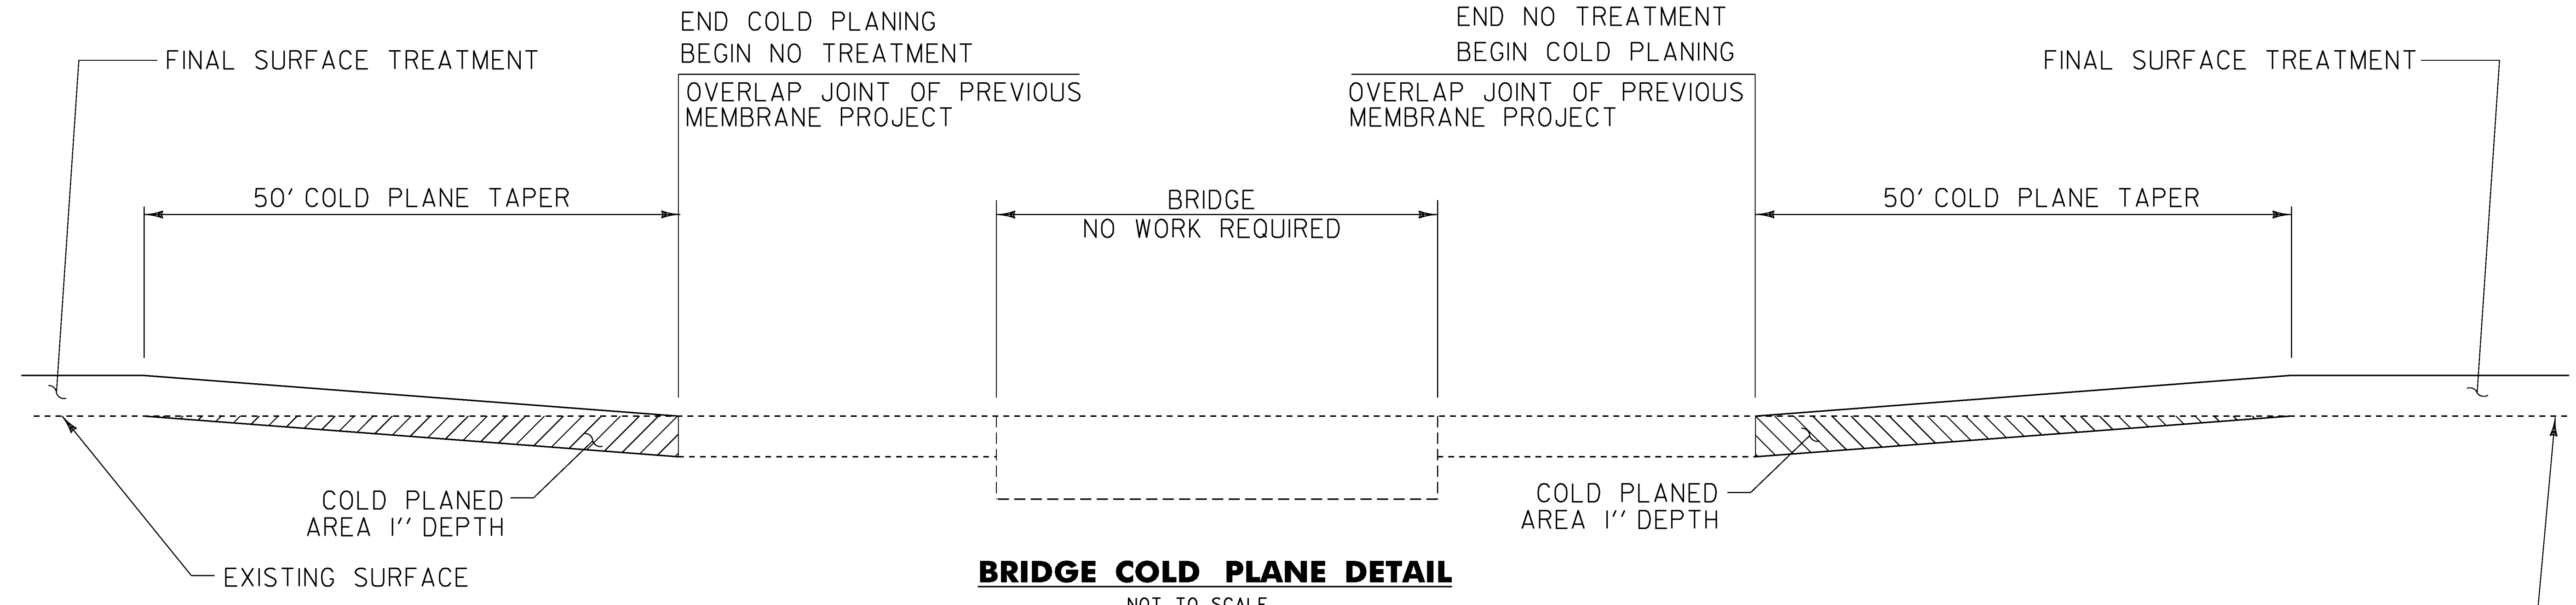 END COLD PLANING
BEGIN NO TREATMENT
OVERLAP JOINT OF PREVIOUS
MEMBRANE PROJECT
END NO TREATMENT
BEGIN COLD PLANING
OVERLAP JOINT OF PREVIOUS
MEMBRANE PROJECT
FINAL SURFACE TREATMENT
FINAL SURFACE TREATMENT
50' COLD PLANE TAPER
BRIDGE
NO WORK REQUIRED
50' COLD PLANE TAPER
COLD PLANED
AREA 1'' DEPTH
COLD PLANED
AREA 1'' DEPTH
EXISTING SURFACE
BRIDGE COLD PLANE DETAIL
NOT TO SCALE